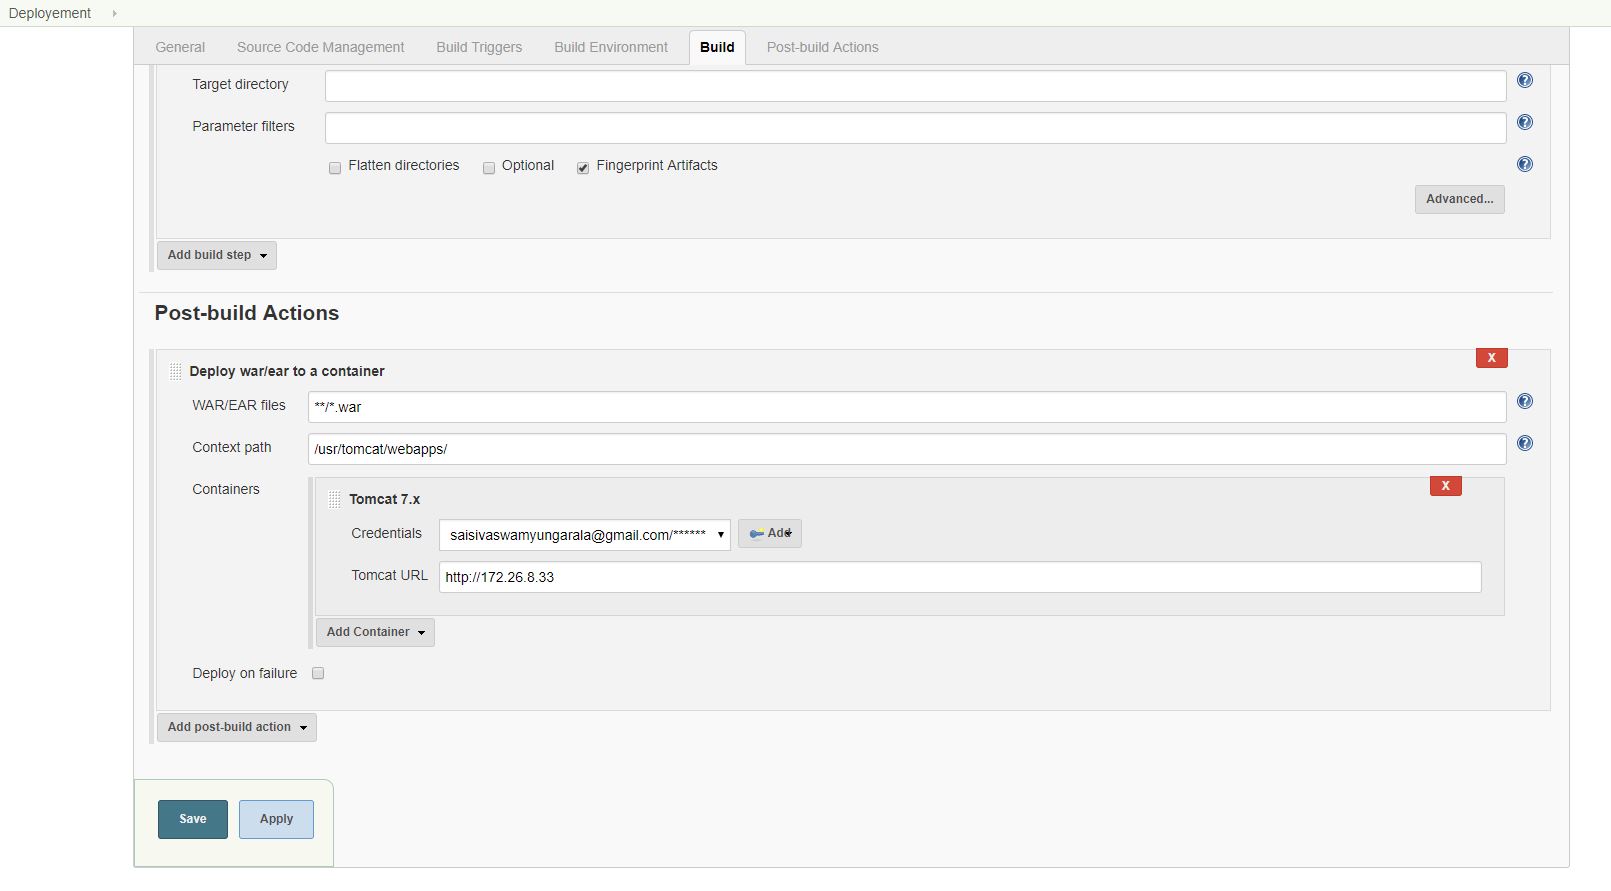 Deployement
General Source Code Management Build Triggers Build Environment Build Post-build Actions
Target directory
Parameter filters
Flatten directories Optional Fingerprint Artifacts
Advanced...
Add build step
Post-build Actions
X
Deploy war/ear to a container
WAR/EAR files **/*.war
Context path /usr/tomcat/webapps/
Containers
X
Tomcat 7.x
Credentials saisivaswamyungarala@gmail.com/****** Add
Tomcat URL http://172.26.8.33
Add Container
Deploy on failure
Add post-build action
Save Apply